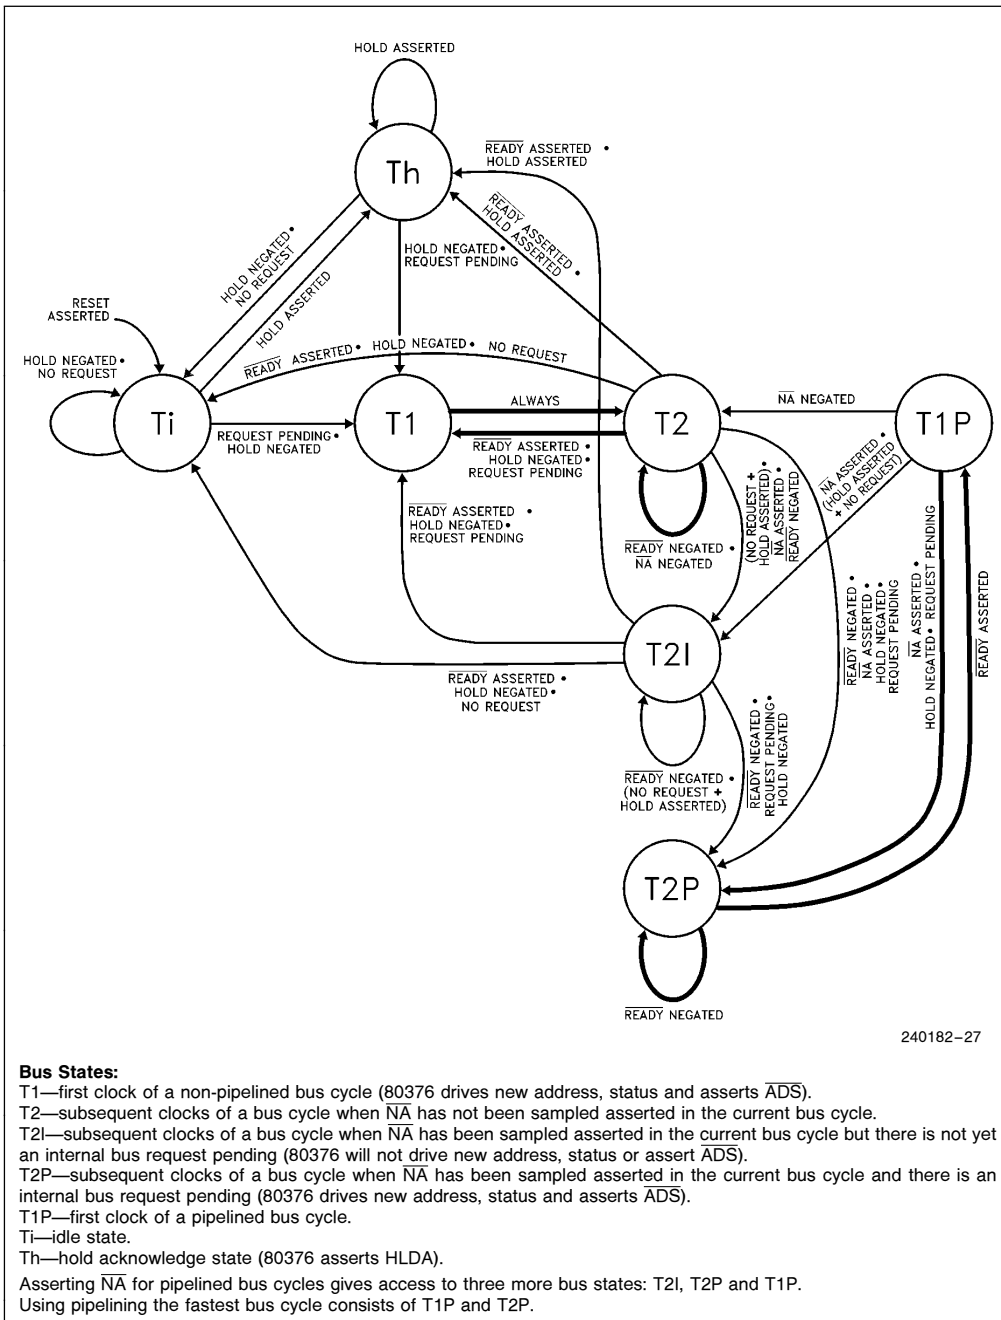 HOLD ASSERTED
Th
READY ASSERTED •
HOLD ASSERTED
READY ASSERTED •
HOLD ASSERTED
HOLD NEGATED •
NO REQUEST
HOLD ASSERTED
HOLD NEGATED •
REQUEST PENDING
RESET
ASSERTED
HOLD NEGATED •
NO REQUEST
READY ASSERTED • HOLD NEGATED • NO REQUEST
Ti
REQUEST PENDING •
HOLD NEGATED
T1
ALWAYS
READY ASSERTED •
HOLD NEGATED •
REQUEST PENDING
T2
NA NEGATED
T1P
READY NEGATED •
NA NEGATED
(NO REQUEST +
HOLD ASSERTED) •
NA ASSERTED •
READY NEGATED
NA ASSERTED •
(HOLD ASSERTED
+ NO REQUEST)
READY ASSERTED •
HOLD NEGATED •
REQUEST PENDING
READY NEGATED •
NA ASSERTED •
HOLD NEGATED •
REQUEST PENDING
NA ASSERTED •
HOLD NEGATED • REQUEST PENDING
READY ASSERTED
T2I
READY ASSERTED •
HOLD NEGATED •
NO REQUEST
READY NEGATED •
(NO REQUEST +
HOLD ASSERTED)
READY NEGATED •
REQUEST PENDING •
HOLD NEGATED
T2P
READY NEGATED
240182–27
Bus States:
T1—first clock of a non-pipelined bus cycle (80376 drives new address, status and asserts ADS).
T2—subsequent clocks of a bus cycle when NA has not been sampled asserted in the current bus cycle.
T2I—subsequent clocks of a bus cycle when NA has been sampled asserted in the current bus cycle but there is not yet
an internal bus request pending (80376 will not drive new address, status or assert ADS).
T2P—subsequent clocks of a bus cycle when NA has been sampled asserted in the current bus cycle and there is an
internal bus request pending (80376 drives new address, status and asserts ADS).
T1P—first clock of a pipelined bus cycle.
Ti—idle state.
Th—hold acknowledge state (80376 asserts HLDA).
Asserting NA for pipelined bus cycles gives access to three more bus states: T2I, T2P and T1P.
Using pipelining the fastest bus cycle consists of T1P and T2P.